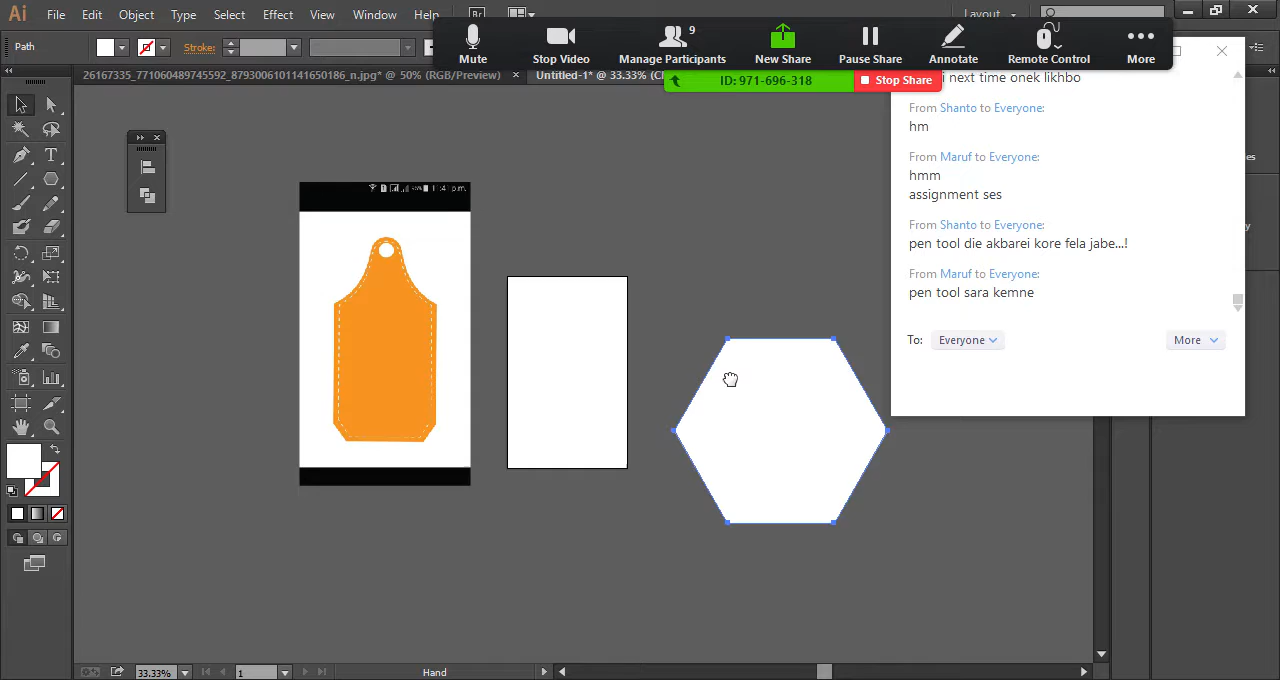 Ai File Edit Object Type Select Effect View Window Help Br Layout
Path Stroke:
Mute Stop Video Manage Participants 9 New Share Pause Share Annotate Remote Control More
ID: 971-696-318 Stop Share
26167335_771060489745592_8793006101141650186_n.jpg* @ 50% (RGB/Preview) × Untitled-1* @ 33.33%
next time onek likhbo
From Shanto to Everyone:
hm
From Maruf to Everyone:
hmm
assignment ses
From Shanto to Everyone:
pen tool die akbarei kore fela jabe...!
From Maruf to Everyone:
pen tool sara kemne
To: Everyone More
33.33% 1 Hand